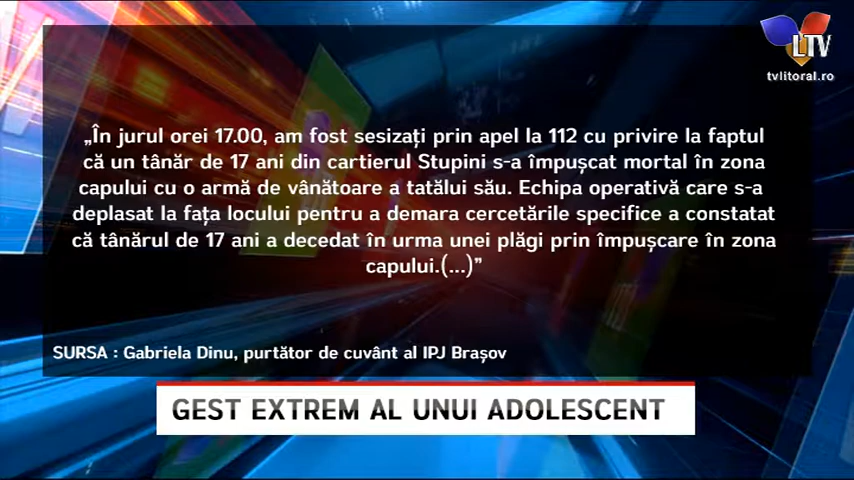 LTV
tvlitoral.ro
„În jurul orei 17.00, am fost sesizați prin apel la 112 cu privire la faptul
că un tânăr de 17 ani din cartierul Stupini s-a împușcat mortal în zona
capului cu o armă de vânătoare a tatălui său. Echipa operativă care s-a
deplasat la fața locului pentru a demara cercetările specifice a constatat
că tânărul de 17 ani a decedat în urma unei plăgi prin împușcare în zona
capului.(...)”
SURSA : Gabriela Dinu, purtător de cuvânt al IPJ Brașov
GEST EXTREM AL UNUI ADOLESCENT